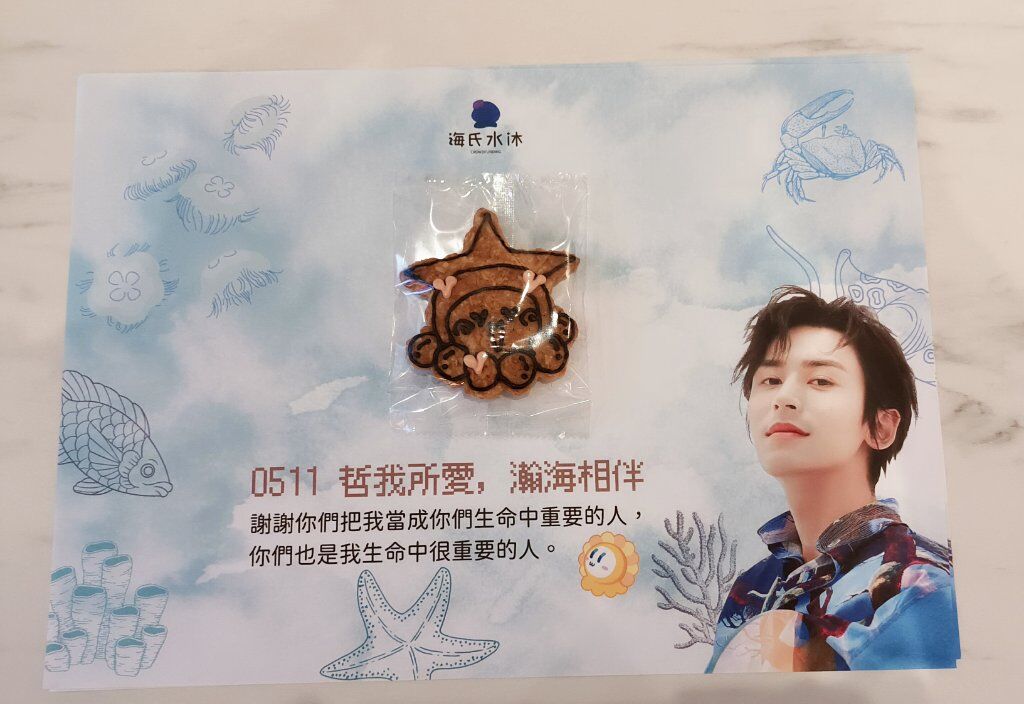 海氏水沐
0511 哲我所愛，瀚海相伴
謝謝你們把我當成你們生命中重要的人，
你們也是我生命中很重要的人。